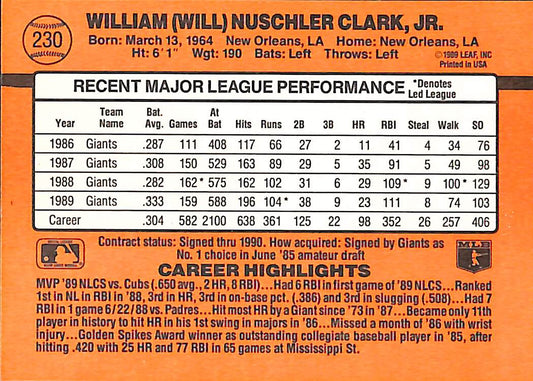 230
WILLIAM (WILL) NUSCHLER CLARK, JR.
Born: March 13, 1964 New Orleans, LA Home: New Orleans, LA
Ht: 6' 1" Wgt: 190 Bats: Left Throws: Left
©1989 LEAF, INC
Printed in USA
RECENT MAJOR LEAGUE PERFORMANCE *Denotes Led League
Year Team Name Bat. Avg. Games At Bat Hits Runs 2B 3B HR RBI Steal Walk SO
1986 Giants .287 111 408 117 66 27 2 11 41 4 34 76
1987 Giants .308 150 529 163 89 29 5 35 91 5 49 98
1988 Giants .282 162* 575 162 102 31 6 29 109* 9 100* 129
1989 Giants .333 159 588 196 104* 38 9 23 111 8 74 103
Career .304 582 2100 638 361 125 22 98 352 26 257 406
Contract status: Signed thru 1990. How acquired: Signed by Giants as
No. 1 choice in June '85 amateur draft
MLB
CAREER HIGHLIGHTS
MVP '89 NLCS vs. Cubs (.650 avg., 2 HR, 8 RBI)...Had 6 RBI in first game of '89 NLCS...Ranked
1st in NL in RBI in '88, 3rd in HR, 3rd in on-base pct. (.386) and 3rd in slugging (.508)...Had 7
RBI in 1 game 6/22/88 vs. Padres...Hit most HR by a Giant since '73 in '87...Became only 11th
player in history to hit HR in his 1st swing in majors in '86...Missed a month of '86 with wrist
injury...Golden Spikes Award winner as outstanding collegiate baseball player in '85, after
hitting .420 with 25 HR and 77 RBI in 65 games at Mississippi St.